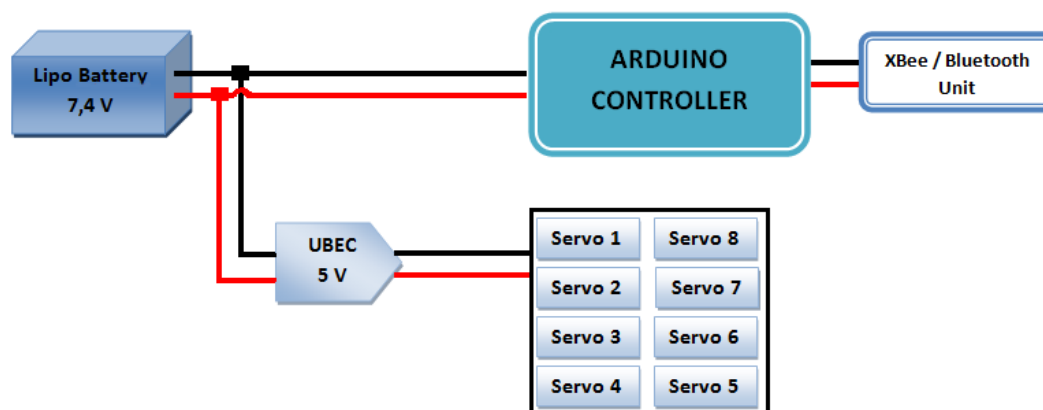 Lipo Battery
7,4 V
ARDUINO
CONTROLLER
XBee / Bluetooth
Unit
UBEC
5 V
Servo 1
Servo 8
Servo 2
Servo 7
Servo 3
Servo 6
Servo 4
Servo 5